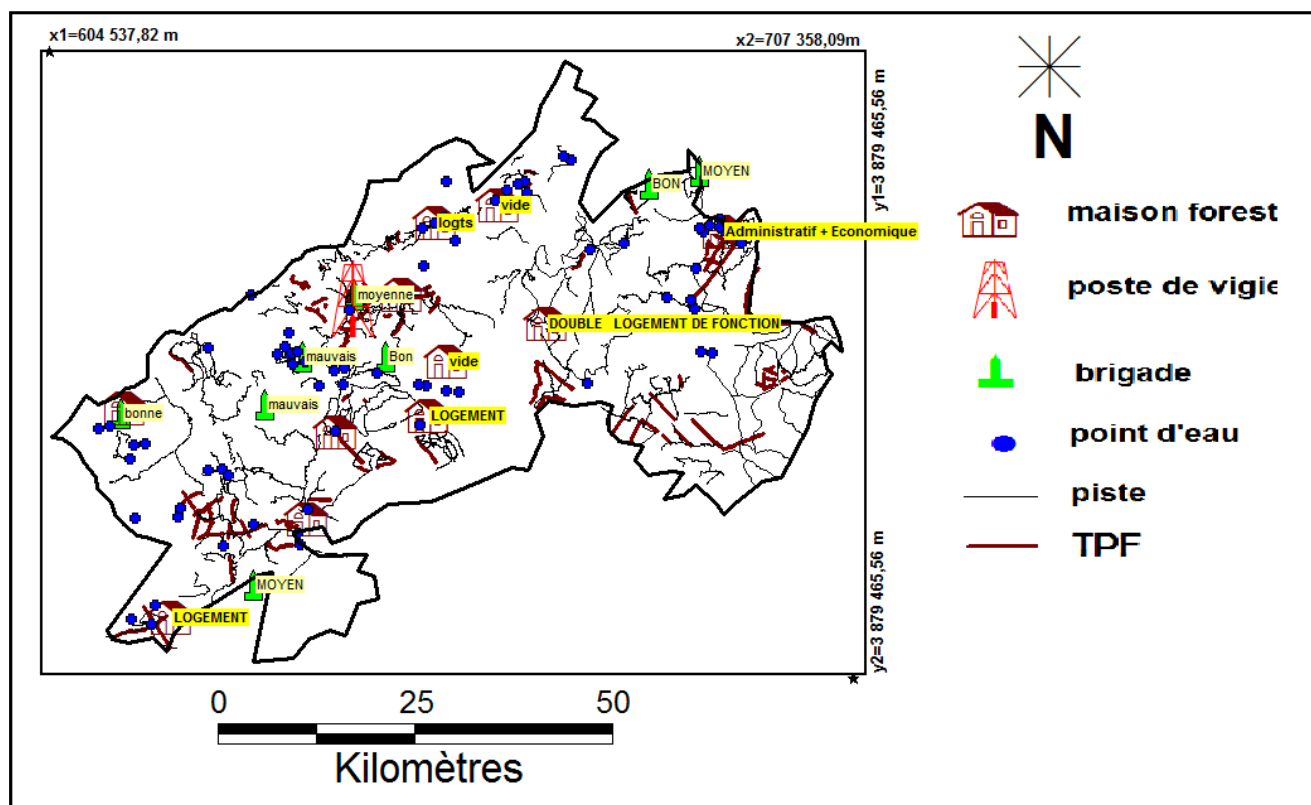 x1=604 537,82 m
x2=707 358,09m
y1=3 879 465,56 m
y2=3 879 465,56 m
MOYEN
BON
vide
logts
Administratif + Economique
moyenne
DOUBLE LOGEMENT DE FONCTION
mauvais
Bon
vide
mauvais
bonne
LOGEMENT
MOYEN
LOGEMENT
0 25 50
Kilomètres
N
maison forest
poste de vigie
brigade
point d'eau
piste
TPF